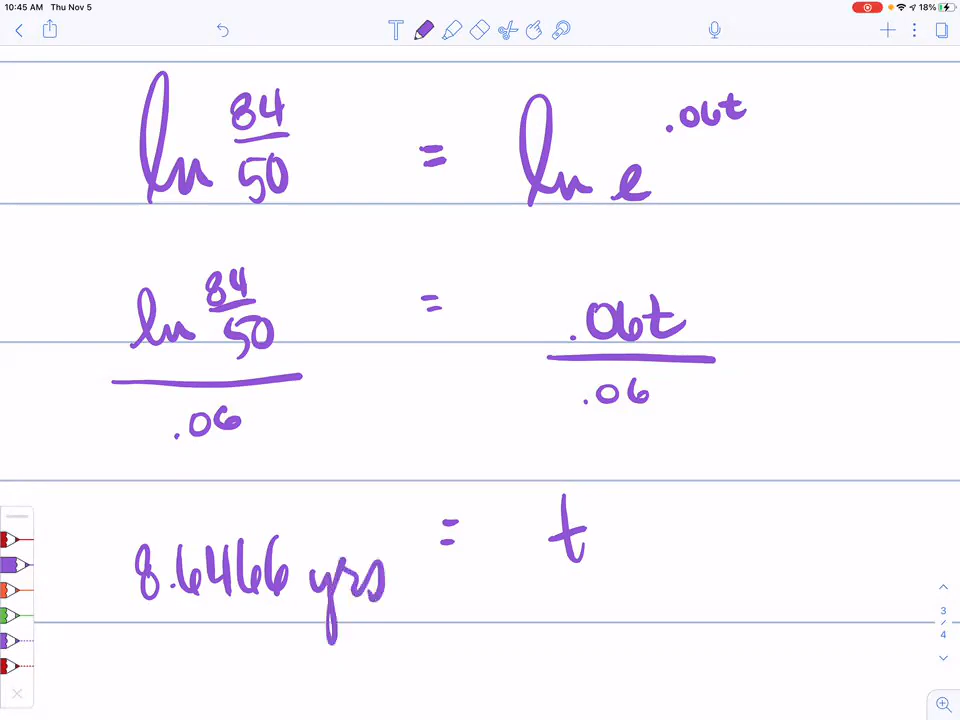 10:45 AM Thu Nov 5 18%
T
ln 84/50 = ln e^.06t
ln 84/50 = .06t
.06 .06
8.6466 yrs = t
3
/
4